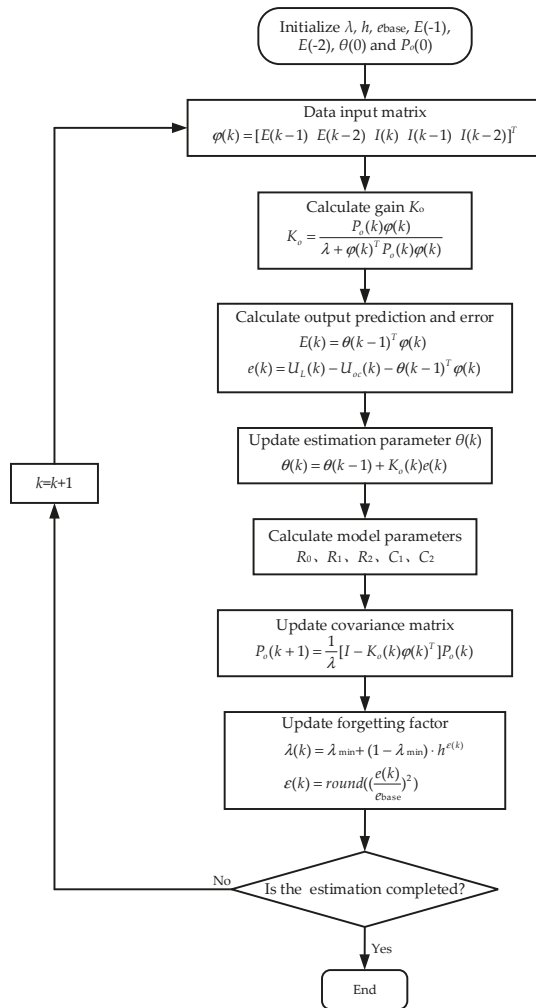 Initialize λ, h, ebase, E(-1),
E(-2), θ(0) and Po(0)
Data input matrix
φ(k) = [E(k−1) E(k−2) I(k) I(k−1) I(k−2)]^T
Calculate gain Ko
K_o = P_o(k)φ(k) / (λ + φ(k)^T P_o(k)φ(k))
Calculate output prediction and error
E(k) = θ(k−1)^T φ(k)
e(k) = U_L(k) − U_oc(k) − θ(k−1)^T φ(k)
Update estimation parameter θ(k)
θ(k) = θ(k−1) + K_o(k)e(k)
k=k+1
Calculate model parameters
R_0、R_1、R_2、C_1、C_2
Update covariance matrix
P_o(k+1) = 1/λ [I − K_o(k)φ(k)^T]P_o(k)
Update forgetting factor
λ(k) = λ_min + (1 − λ_min)·h^ε(k)
ε(k) = round((e(k)/e_base)^2)
No
Is the estimation completed?
Yes
End